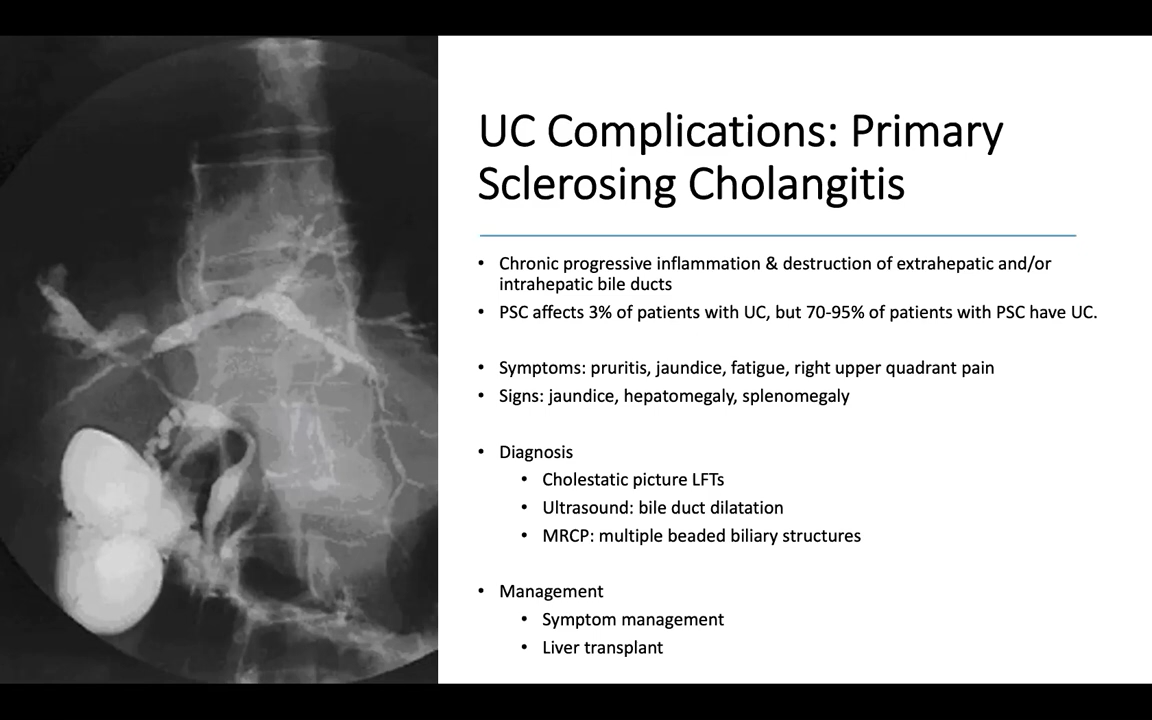 UC Complications: Primary
Sclerosing Cholangitis
• Chronic progressive inflammation & destruction of extrahepatic and/or
intrahepatic bile ducts
• PSC affects 3% of patients with UC, but 70-95% of patients with PSC have UC.
• Symptoms: pruritis, jaundice, fatigue, right upper quadrant pain
• Signs: jaundice, hepatomegaly, splenomegaly
• Diagnosis
• Cholestatic picture LFTs
• Ultrasound: bile duct dilatation
• MRCP: multiple beaded biliary structures
• Management
• Symptom management
• Liver transplant